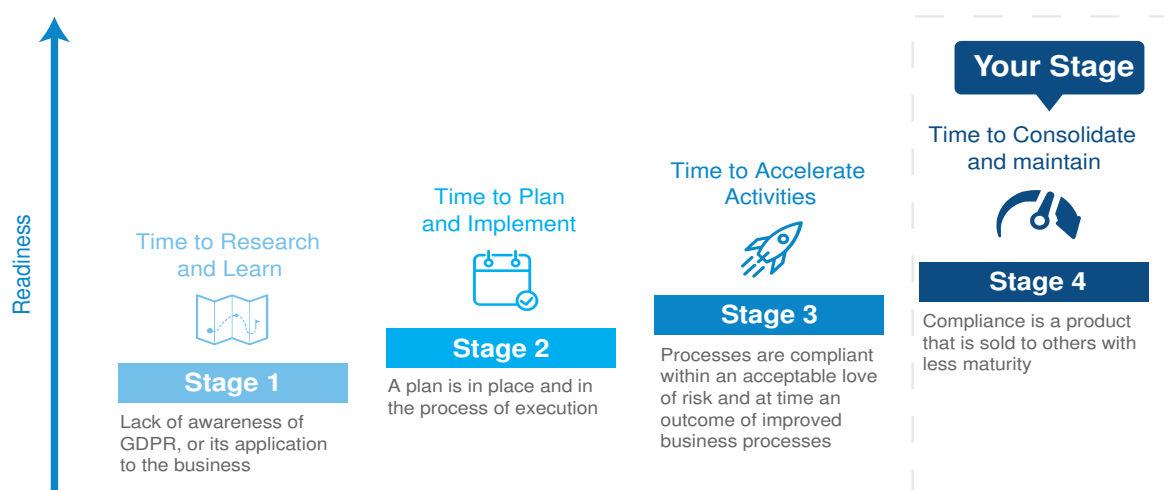 Readiness
Time to Research
and Learn
Stage 1
Lack of awareness of
GDPR, or its application
to the business
Time to Plan
and Implement
Stage 2
A plan is in place and in
the process of execution
Time to Accelerate
Activities
Stage 3
Processes are compliant
within an acceptable love
of risk and at time an
outcome of improved
business processes
Your Stage
Time to Consolidate
and maintain
Stage 4
Compliance is a product
that is sold to others with
less maturity